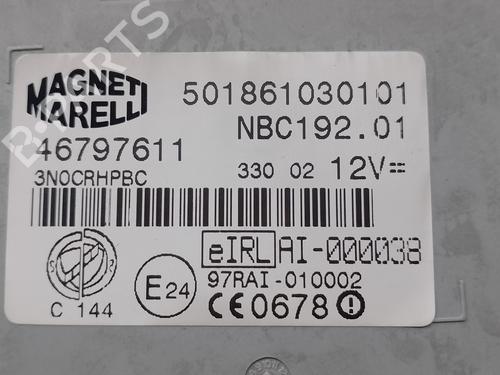 MAGNETI
MARELLI
501861030101
NBC192.01
46797611
3N0CRHPBC
330 02 12V
eIRL AI-000038
97RAI-010002
C 144
E24
CE0678
B-PARTS